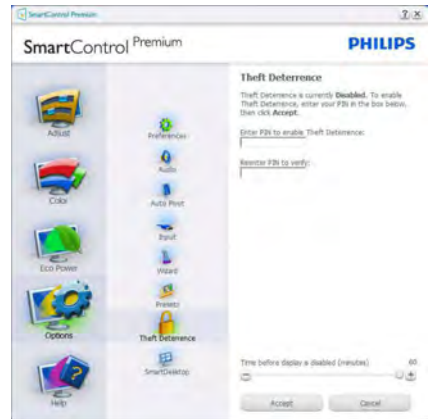 SmartControl Premium
SmartControl Premium
PHILIPS
Adjust
Color
Eco Power
Options
Help
Preferences
Audio
Auto Pivot
Input
Wizard
Presets
Theft Deterrence
SmartDesktop
Theft Deterrence
Theft Deterrence is currently Disabled. To enable
Theft Deterrence, enter your PIN in the box below,
then click Accept.
Enter PIN to enable Theft Deterrence:
Reenter PIN to verify:
Time before display is disabled (minutes) 60
Accept Cancel